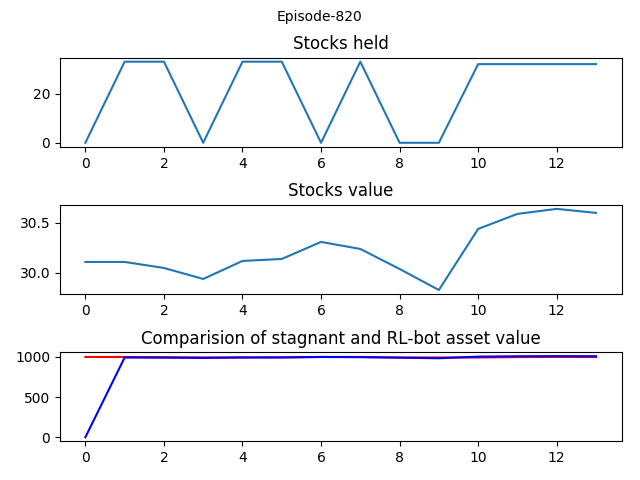 Episode-820
Stocks held
20
0
0 2 4 6 8 10 12
Stocks value
30.5
30.0
0 2 4 6 8 10 12
Comparision of stagnant and RL-bot asset value
1000
500
0
0 2 4 6 8 10 12